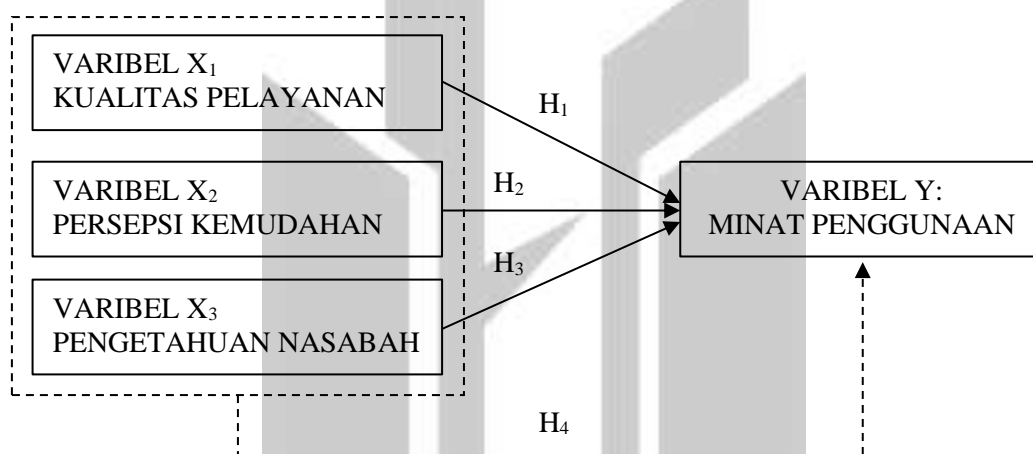 VARIBEL X₁
KUALITAS PELAYANAN
H₁
VARIBEL X₂
PERSEPSI KEMUDAHAN
H₂
VARIBEL Y:
MINAT PENGGUNAAN
H₃
VARIBEL X₃
PENGETAHUAN NASABAH
H₄